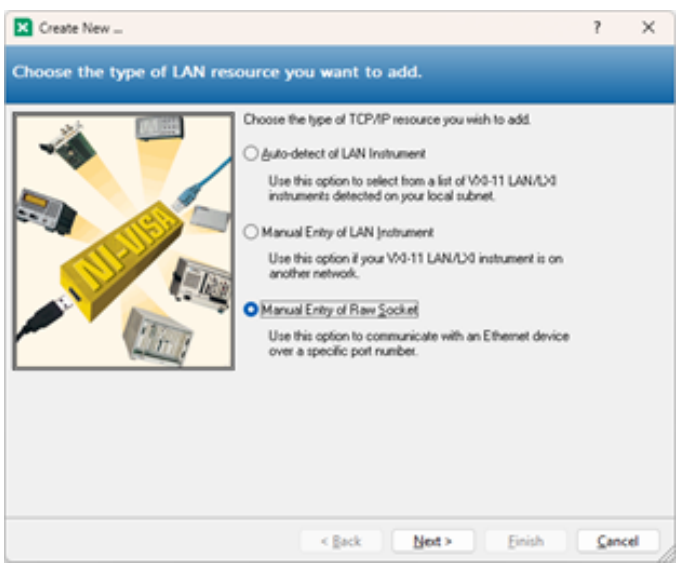 Create New ...
?
Choose the type of LAN resource you want to add.
Choose the type of TCP/IP resource you wish to add.
Auto-detect of LAN Instrument
Use this option to select from a list of VXI-11 LAN/LXI
instruments detected on your local subnet.
Manual Entry of LAN Instrument
Use this option if your VXI-11 LAN/LXI instrument is on
another network.
Manual Entry of Raw Socket
Use this option to communicate with an Ethernet device
over a specific port number.
NI-VISA
< Back Next > Finish Cancel